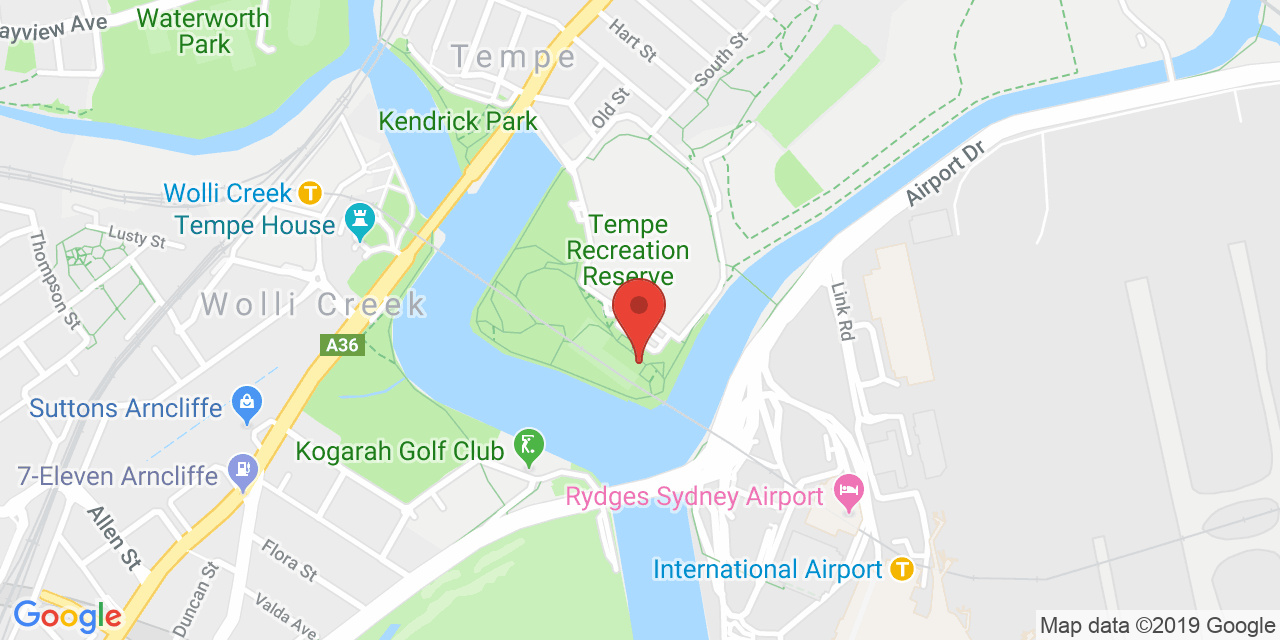 ayview Ave
Waterworth
Park
Tempe
Hart St
South St
Old St
Kendrick Park
Airport Dr
Wolli Creek
T
Tempe House
Lusty St
Thompson St
Tempe
Recreation
Reserve
Wolli Creek
Link Rd
A36
Suttons Arncliffe
Kogarah Golf Club
7-Eleven Arncliffe
Rydges Sydney Airport
Allen St
Flora St
International Airport
T
Duncan St
Valda Ave
Google
Map data ©2019 Google